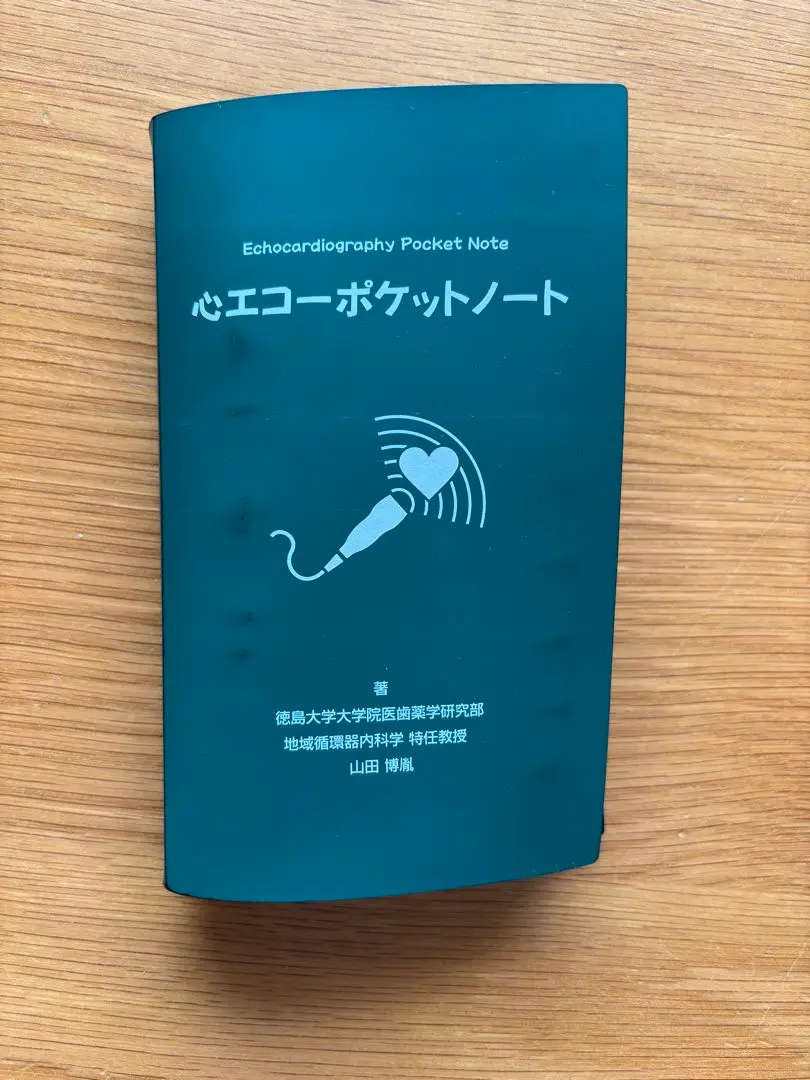 Echocardiography Pocket Note
心エコーポケットノート
著
徳島大学大学院医歯薬学研究部
地域循環器内科学 特任教授
山田 博胤